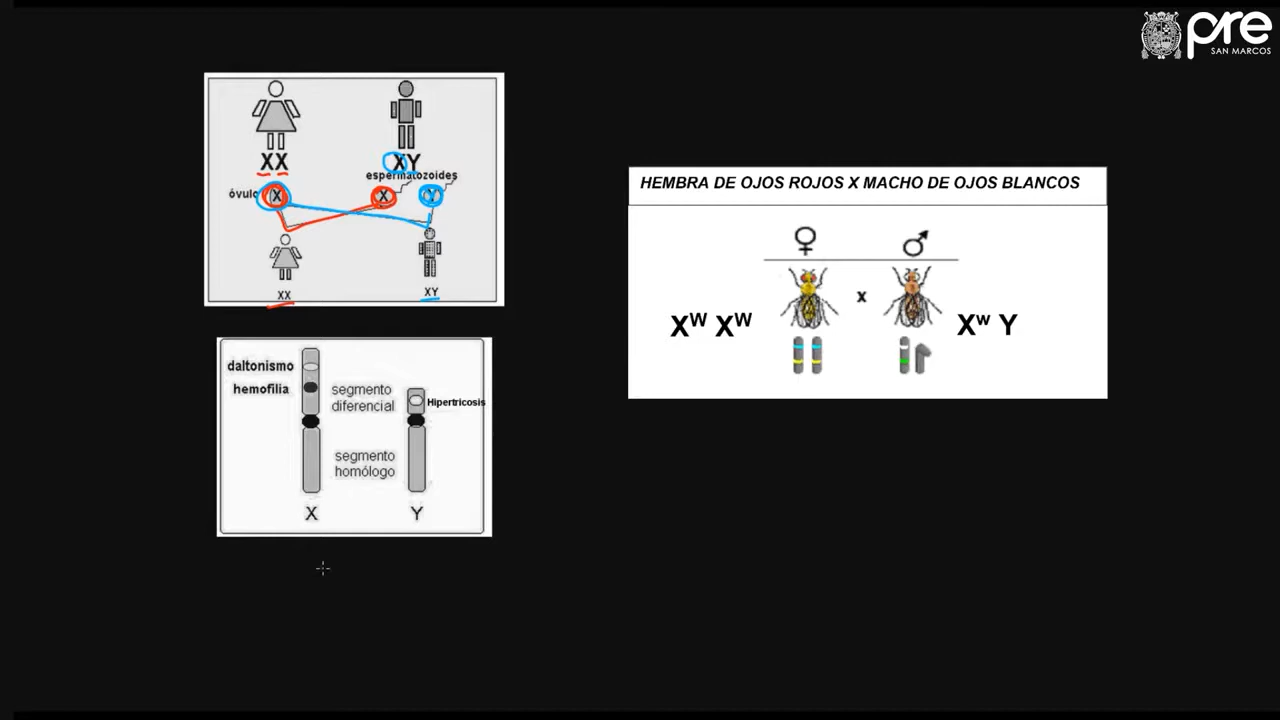 pre
SAN MARCOS
XX
XY
espermatozoides
óvulo
X
X
Y
XX
XY
daltonismo
hemofilia
segmento
diferencial
Hipertricosis
segmento
homólogo
X
Y
HEMBRA DE OJOS ROJOS X MACHO DE OJOS BLANCOS
♀
♂
X^W X^W
x
X^w Y